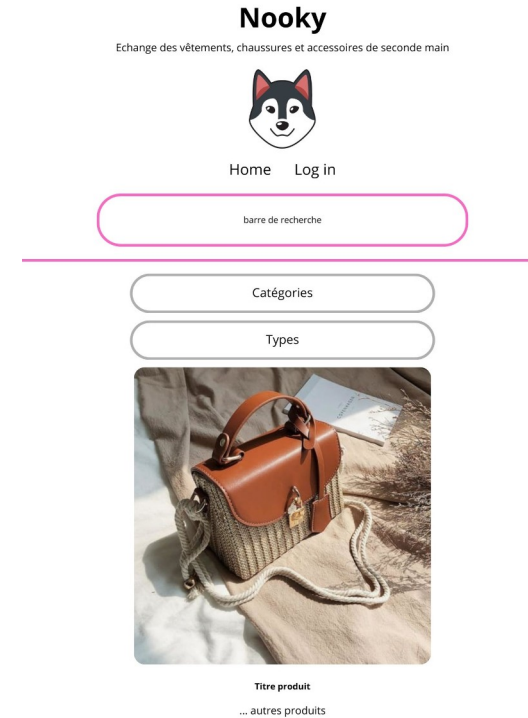 Nooky
Echange des vêtements, chaussures et accessoires de seconde main
Home Log in
barre de recherche
Catégories
Types
Titre produit
... autres produits